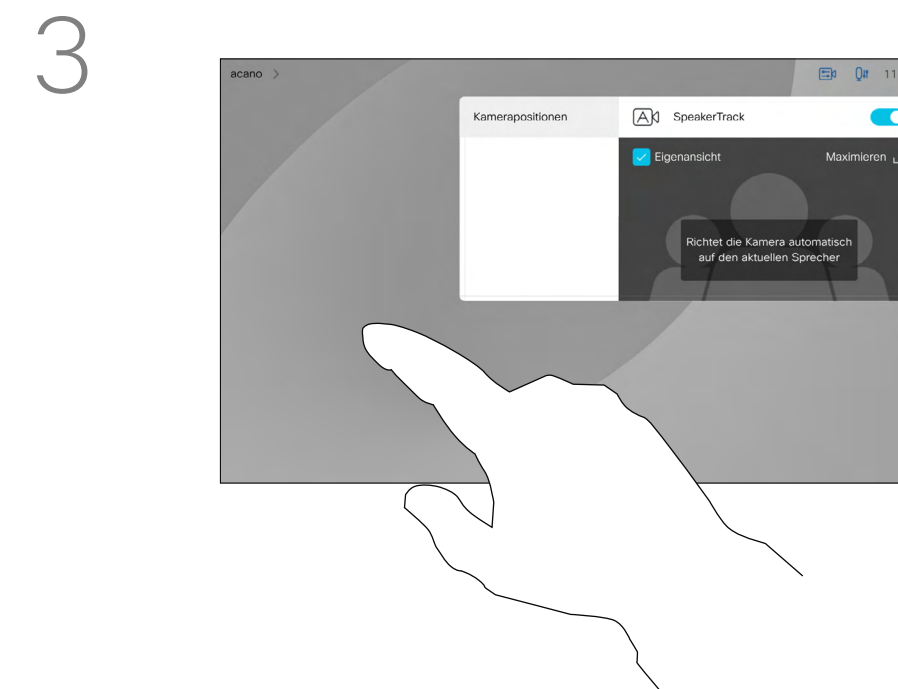 3
acano >
11
Kamerapositionen
SpeakerTrack
Eigenansicht
Maximieren
Richtet die Kamera automatisch
auf den aktuellen Sprecher